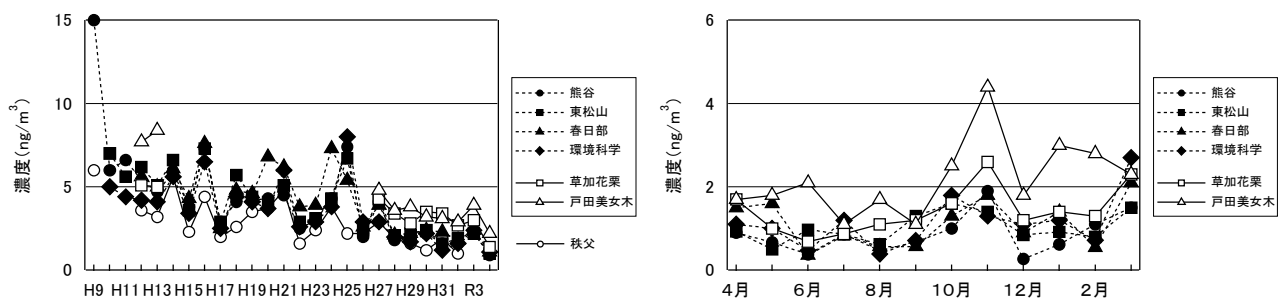 15
10
5
0
濃度(ng/m³)
H9 H11 H13 H15 H17 H19 H21 H23 H25 H27 H29 H31 R3
熊谷
東松山
春日部
環境科学
草加花栗
戸田美女木
秩父
6
4
2
0
濃度(ng/m³)
4月 6月 8月 10月 12月 2月
熊谷
東松山
春日部
環境科学
草加花栗
戸田美女木